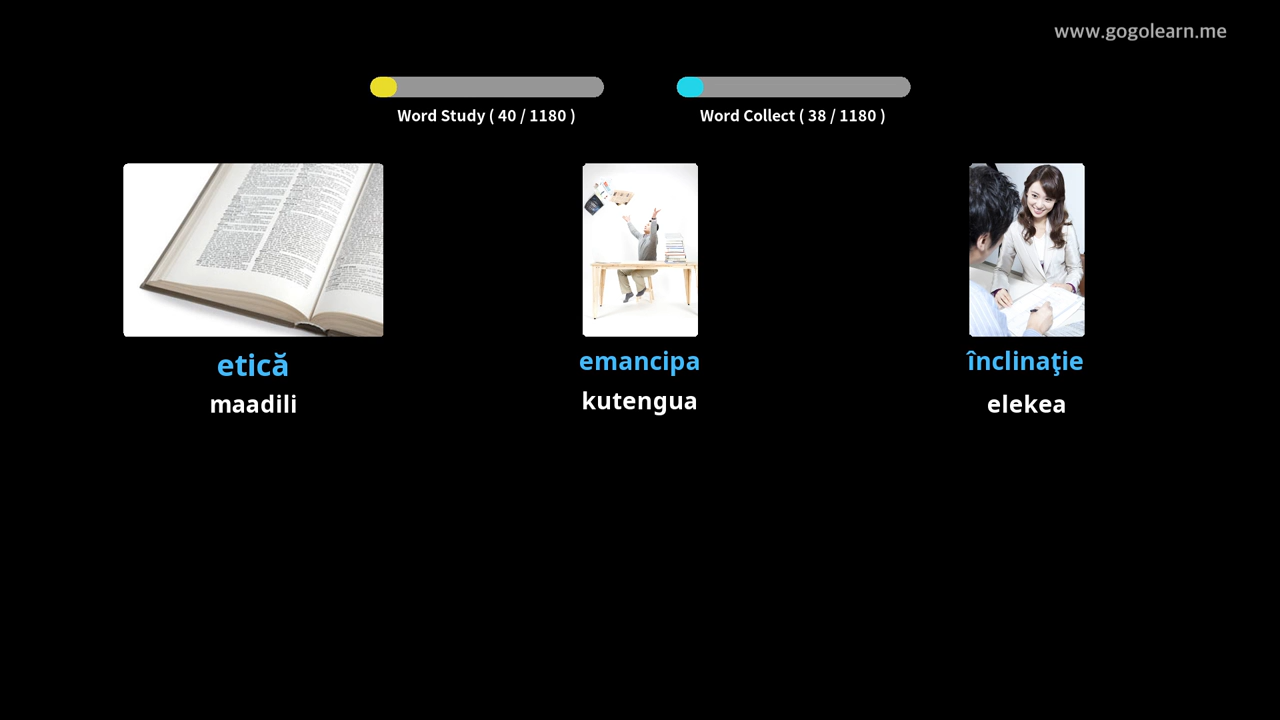 www.gogolearn.me
Word Study ( 40 / 1180 )
Word Collect ( 38 / 1180 )
etică
maadili
emancipa
kutengua
înclinaţie
elekea